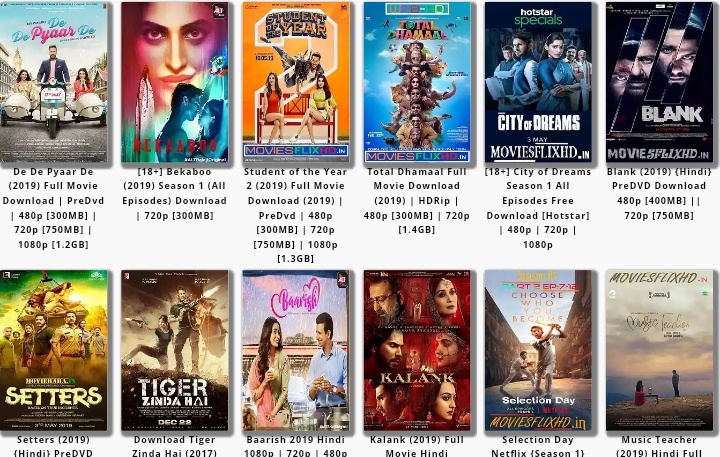 De De Pyaar De
(2019) Full Movie
Download | PreDvd
| 480p [300MB] |
720p [750MB] |
1080p [1.2GB]
BEKABOO
[18+] Bekaboo
(2019) Season 1 (All
Episodes) Download
| 720p [300MB]
STUDENT
OF THE
YEAR
MOVIESFLIXHD.IN
Student of the Year
2 (2019) Full Movie
Download (2019) |
PreDvd | 480p
[300MB] | 720p
[750MB] | 1080p
[1.3GB]
TOTAL
DHAMAAL
MOVIESFLIXHD.IN
Total Dhamaal Full
Movie Download
(2019) | HDRip |
480p [300MB] | 720p
[1.4GB]
hotstar
specials
CITY OF DREAMS
3 MAY
MOVIESFLIXHD.in
[18+] City of Dreams
Season 1 All
Episodes Free
Download [Hotstar]
| 480p | 720p |
1080p
BLANK
MOVIESFLIXHD.IN
Blank (2019) {Hindi}
PreDVD Download
480p [400MB] ||
720p [750MB]
SETTERS
3RD MAY 2019
Setters (2019)
{Hindi} PreDVD
TIGER
ZINDA HAI
DEC 22
Download Tiger
Zinda Hai (2017)
Baarish
Baarish 2019 Hindi
1080p | 720p | 480p
KALANK
Kalank (2019) Full
Movie Hindi
PART 2 EP-7-12
CHOOSE
WHO
YOU
BECOME
Selection Day
MOVIESFLIXHD.in
Selection Day
Netflix {Season 1}
MOVIESFLIXHD.IN
Music Teacher
Music Teacher
(2019) Hindi Full